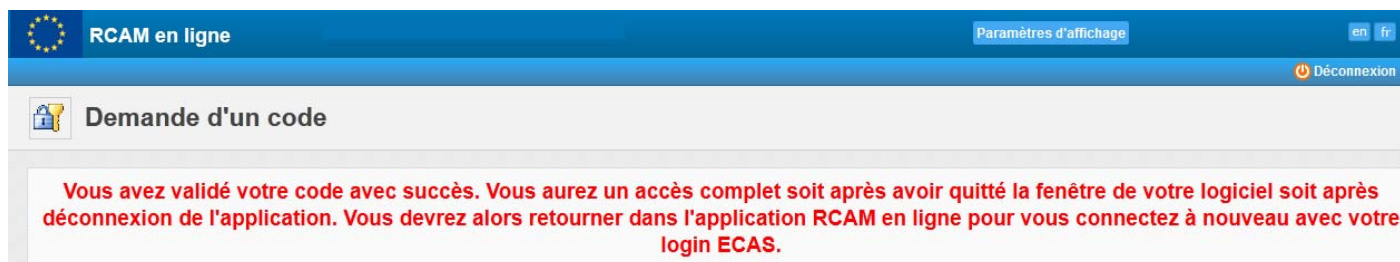 RCAM en ligne
Paramètres d'affichage
en fr
Déconnexion
Demande d'un code
Vous avez validé votre code avec succès. Vous aurez un accès complet soit après avoir quitté la fenêtre de votre logiciel soit après
déconnexion de l'application. Vous devrez alors retourner dans l'application RCAM en ligne pour vous connectez à nouveau avec votre
login ECAS.